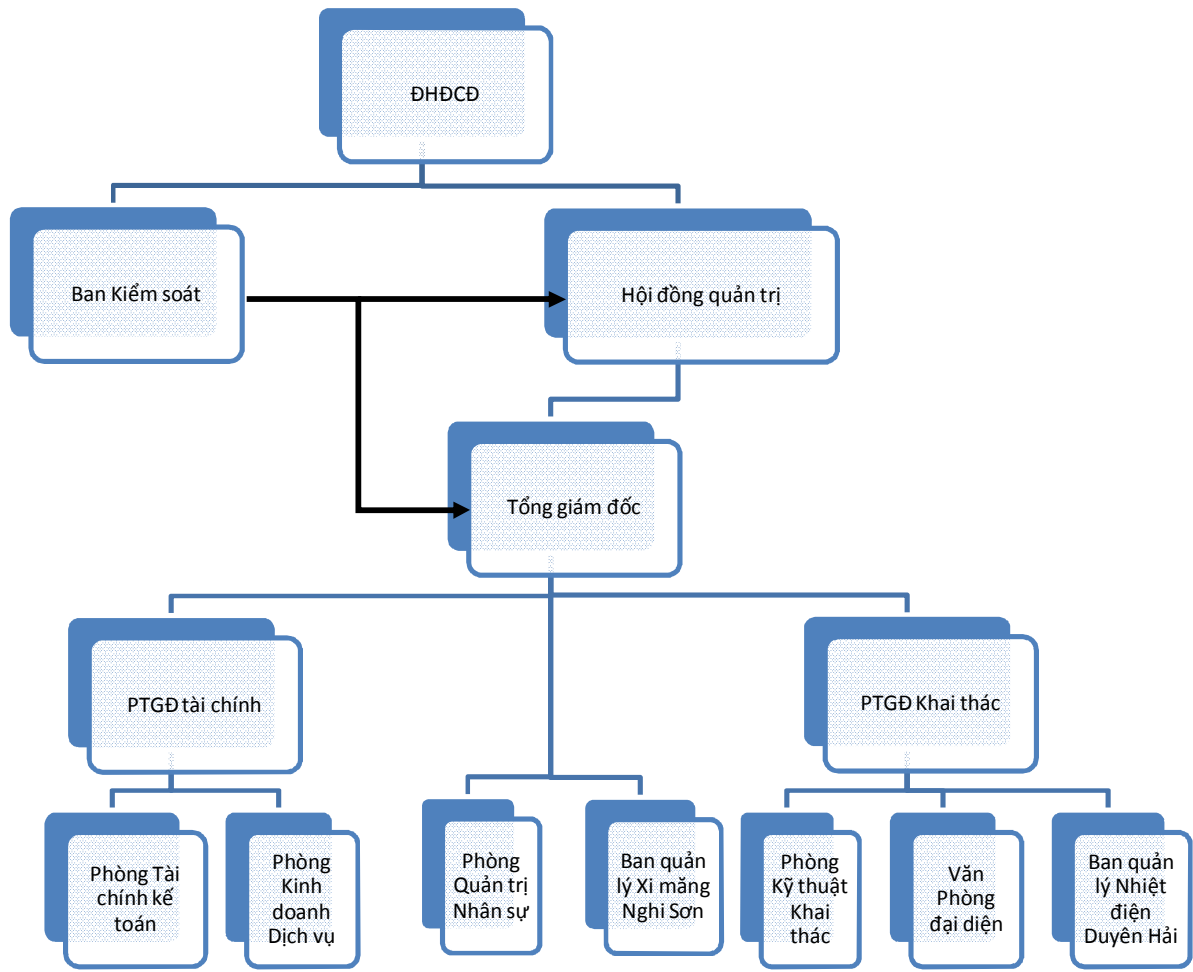 ĐHĐCĐ
Ban Kiểm soát
Hội đồng quản trị
Tổng giám đốc
PTGĐ tài chính
PTGĐ Khai thác
Phòng Tài
chính kế
toán
Phòng
Kinh
doanh
Dịch vụ
Phòng
Quản trị
Nhân sự
Ban quản
lý Xi măng
Nghi Sơn
Phòng
Kỹ thuật
Khai
thác
Văn
Phòng
đại diện
Ban quản
lý Nhiệt
điện
Duyên Hải